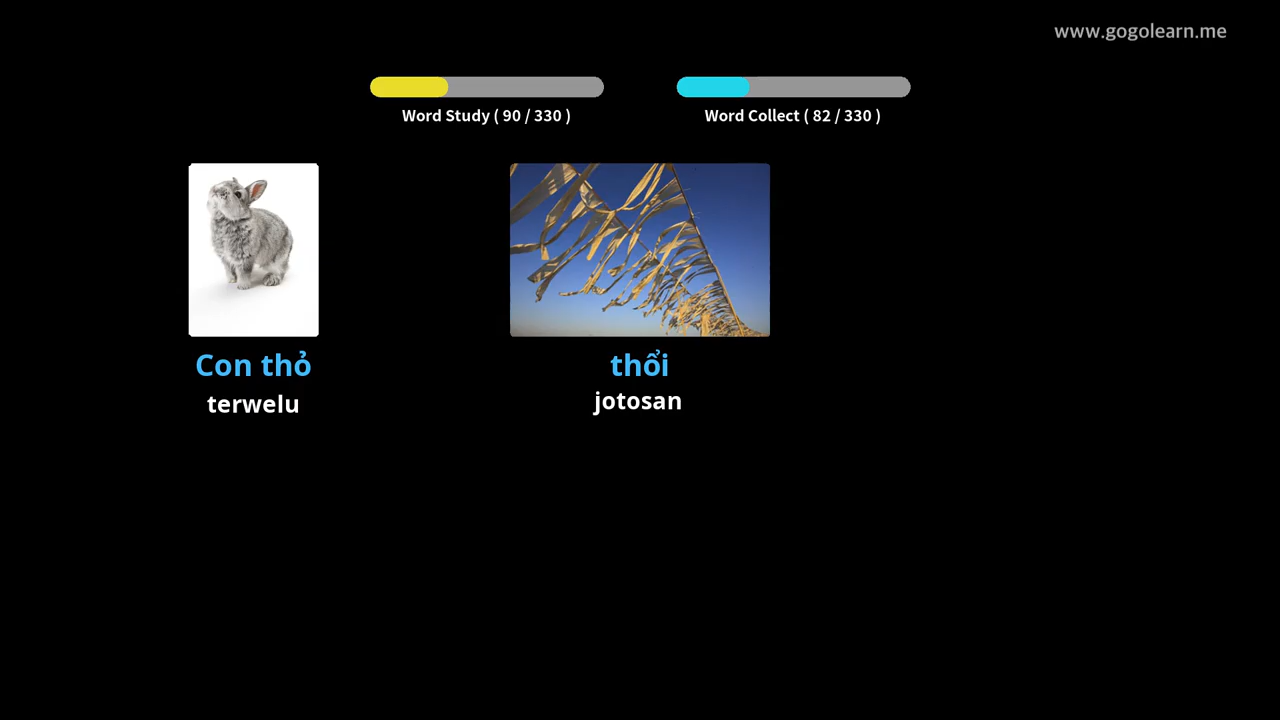 www.gogolearn.me
Word Study ( 90 / 330 )
Word Collect ( 82 / 330 )
Con thỏ
terwelu
thổi
jotosan